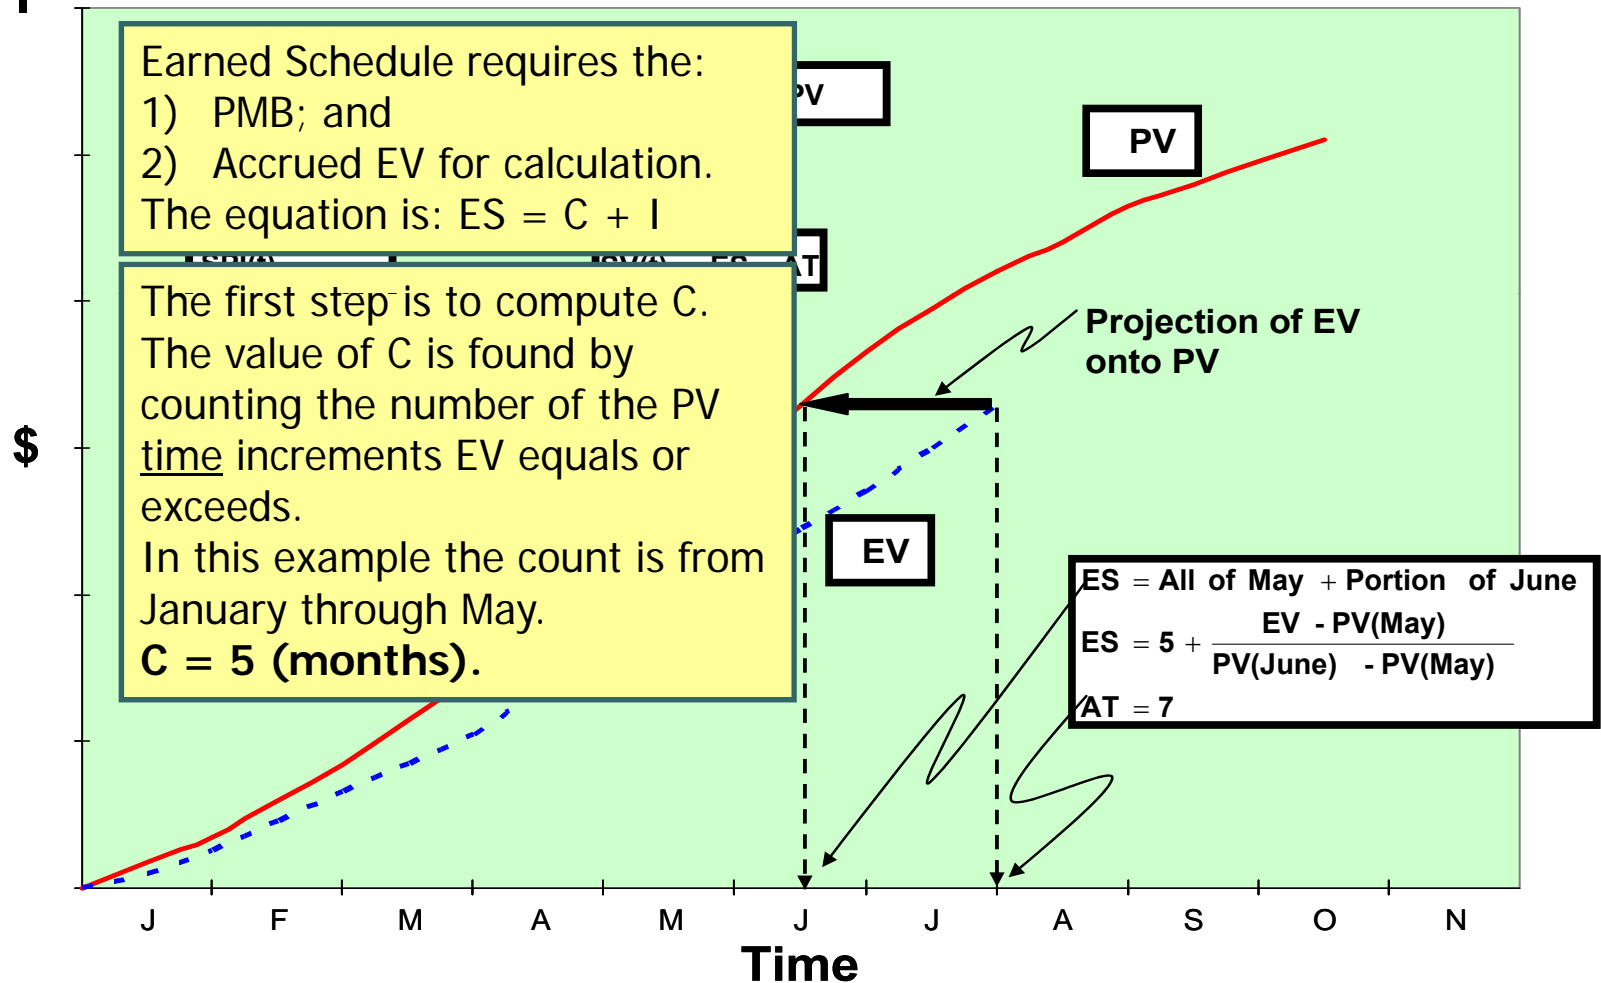 Earned Schedule requires the:
1) PMB; and
2) Accrued EV for calculation.
The equation is: ES = C + I
PV
PV
AT
The first step is to compute C.
The value of C is found by
counting the number of the PV
time increments EV equals or
exceeds.
In this example the count is from
January through May.
C = 5 (months).
Projection of EV
onto PV
$
EV
ES = All of May + Portion of June
ES = 5 + EV - PV(May)
PV(June) - PV(May)
AT = 7
J F M A M J J A S O N
Time